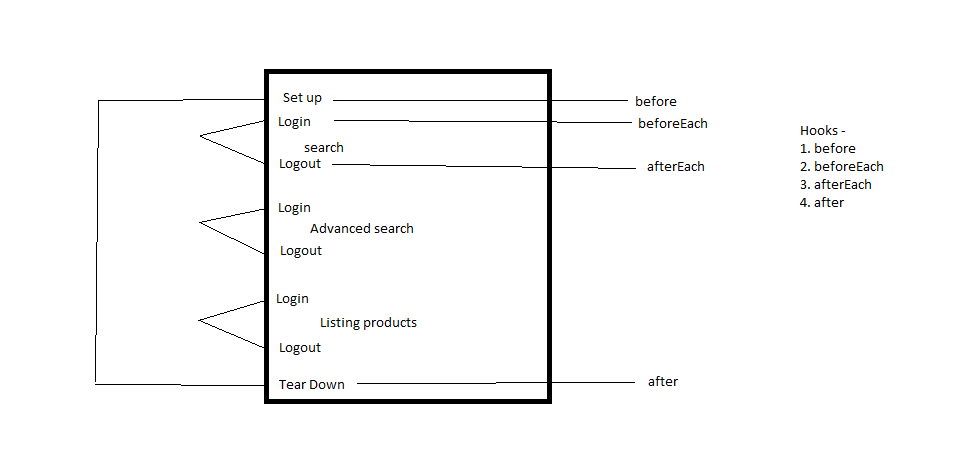 Set up
before
Login
beforeEach
search
Logout
afterEach
Login
Advanced search
Logout
Login
Listing products
Logout
Tear Down
after
Hooks -
1. before
2. beforeEach
3. afterEach
4. after